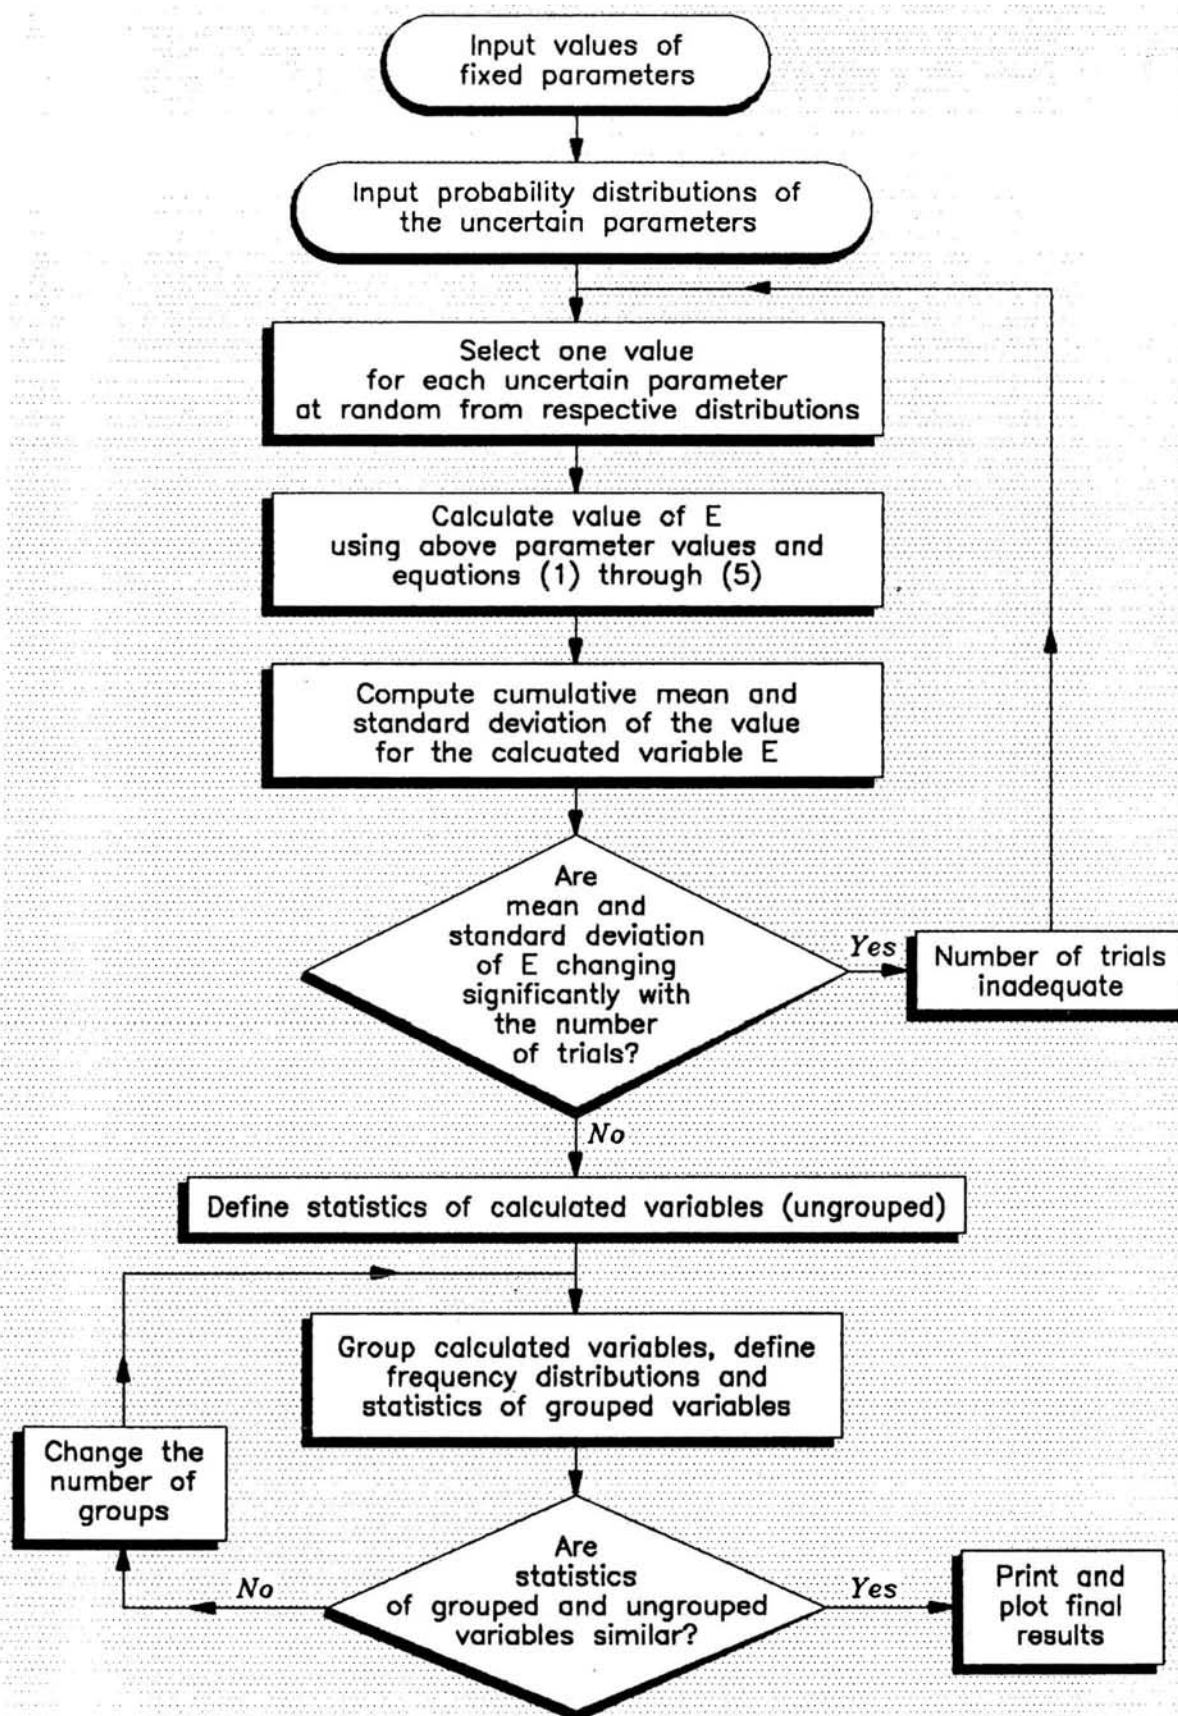 Input values of
fixed parameters
Input probability distributions of
the uncertain parameters
Select one value
for each uncertain parameter
at random from respective distributions
Calculate value of E
using above parameter values and
equations (1) through (5)
Compute cumulative mean and
standard deviation of the value
for the calcuated variable E
Are
mean and
standard deviation
of E changing
significantly with
the number
of trials?
Yes
Number of trials
inadequate
No
Define statistics of calculated variables (ungrouped)
Group calculated variables, define
frequency distributions and
statistics of grouped variables
Change the
number of
groups
Are
statistics
of grouped and ungrouped
variables similar?
No
Yes
Print and
plot final
results